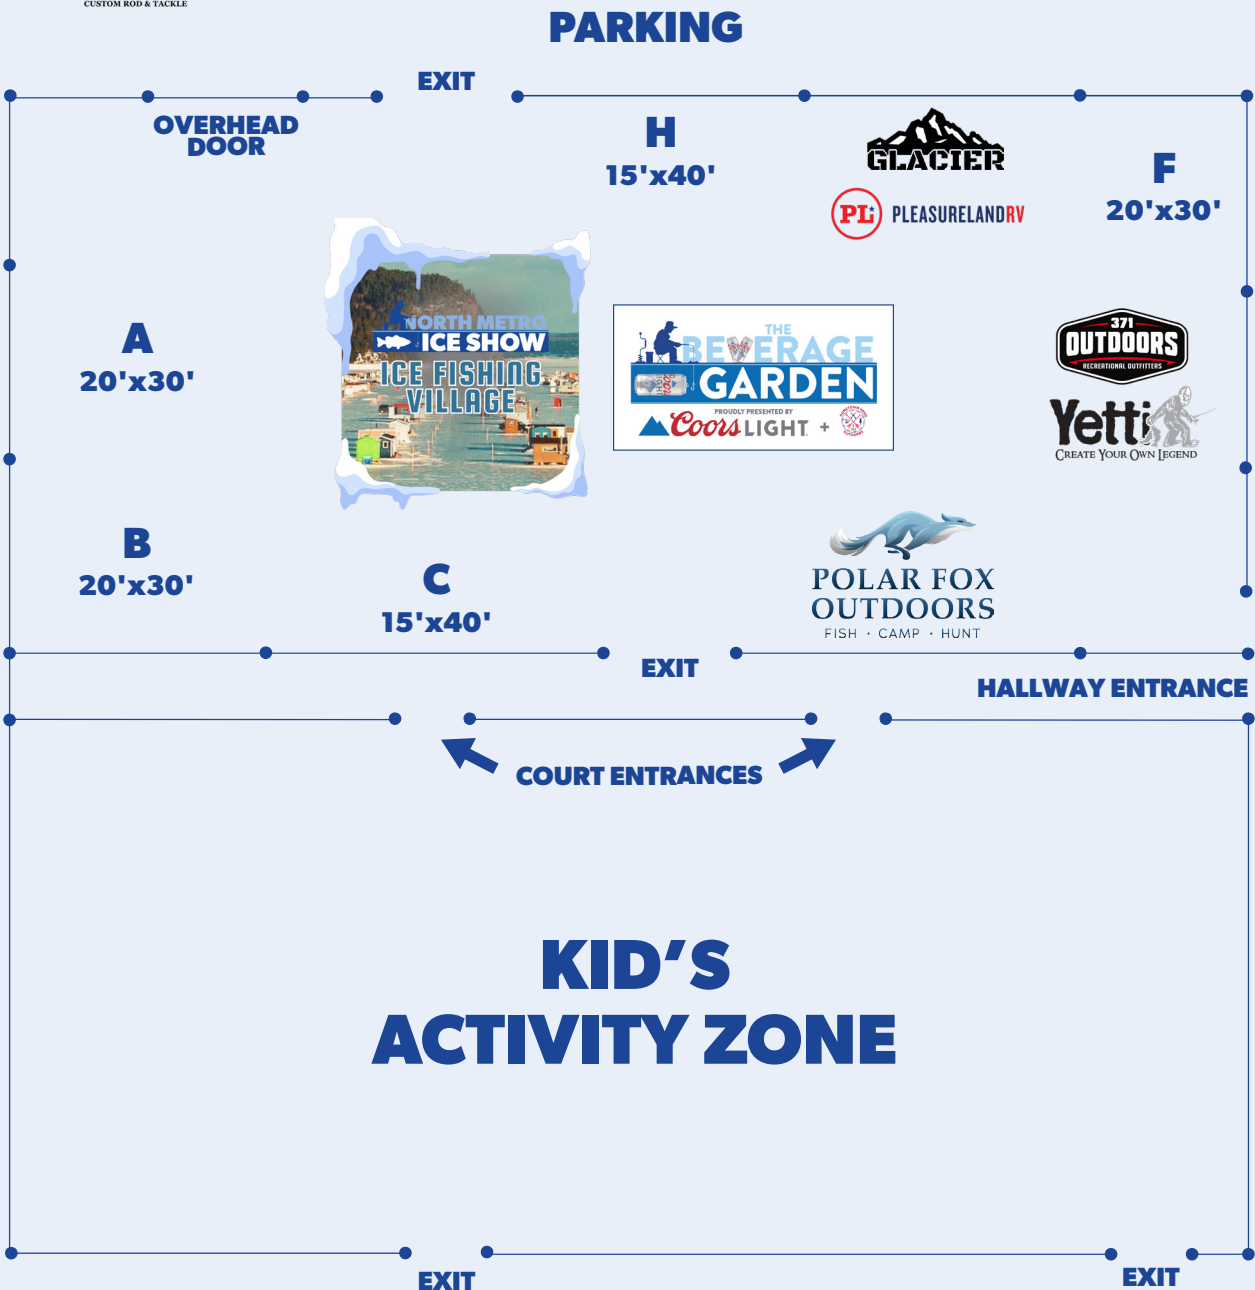 CUSTOM ROD & TACKLE
PARKING
EXIT
OVERHEAD
DOOR
H
15'x40'
GLACIER
PL PLEASURELANDRV
F
20'x30'
A
20'x30'
NORTH METRO
ICE SHOW
ICE FISHING
VILLAGE
THE
BEVERAGE
GARDEN
PROUDLY PRESENTED BY
Coors LIGHT +
371
OUTDOORS
RECREATIONAL OUTFITTERS
Yetti
CREATE YOUR OWN LEGEND
B
20'x30'
C
15'x40'
POLAR FOX
OUTDOORS
FISH · CAMP · HUNT
EXIT
HALLWAY ENTRANCE
COURT ENTRANCES
KID'S
ACTIVITY ZONE
EXIT
EXIT